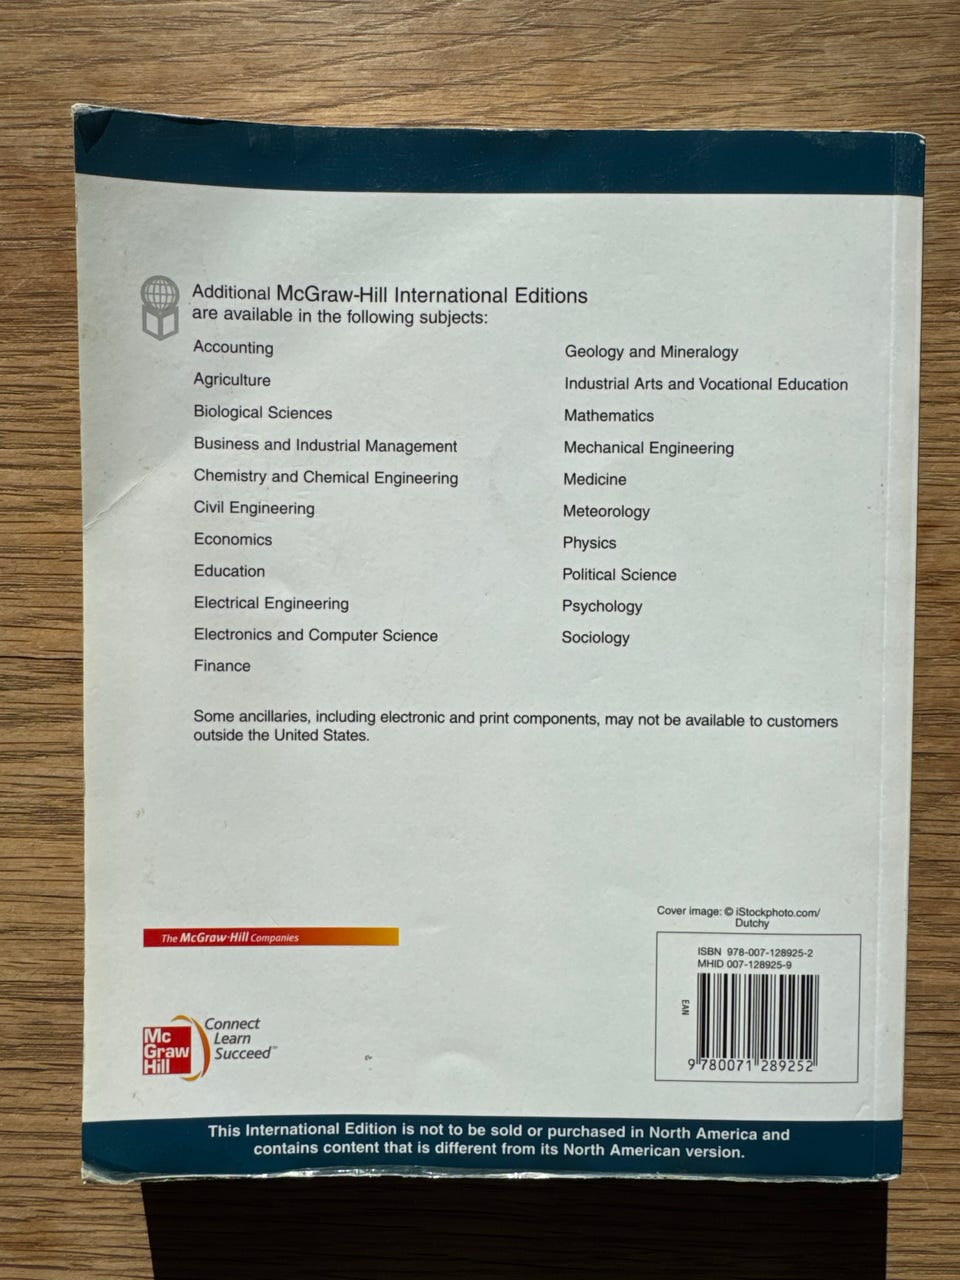 Additional McGraw-Hill International Editions
are available in the following subjects:
Accounting
Agriculture
Biological Sciences
Business and Industrial Management
Chemistry and Chemical Engineering
Civil Engineering
Economics
Education
Electrical Engineering
Electronics and Computer Science
Finance
Geology and Mineralogy
Industrial Arts and Vocational Education
Mathematics
Mechanical Engineering
Medicine
Meteorology
Physics
Political Science
Psychology
Sociology
Some ancillaries, including electronic and print components, may not be available to customers
outside the United States.
The McGraw·Hill Companies
Mc
Graw
Hill
Connect
Learn
Succeed™
Cover image: © iStockphoto.com/
Dutchy
ISBN 978-007-128925-2
MHID 007-128925-9
EAN
9 780071 289252
This International Edition is not to be sold or purchased in North America and
contains content that is different from its North American version.